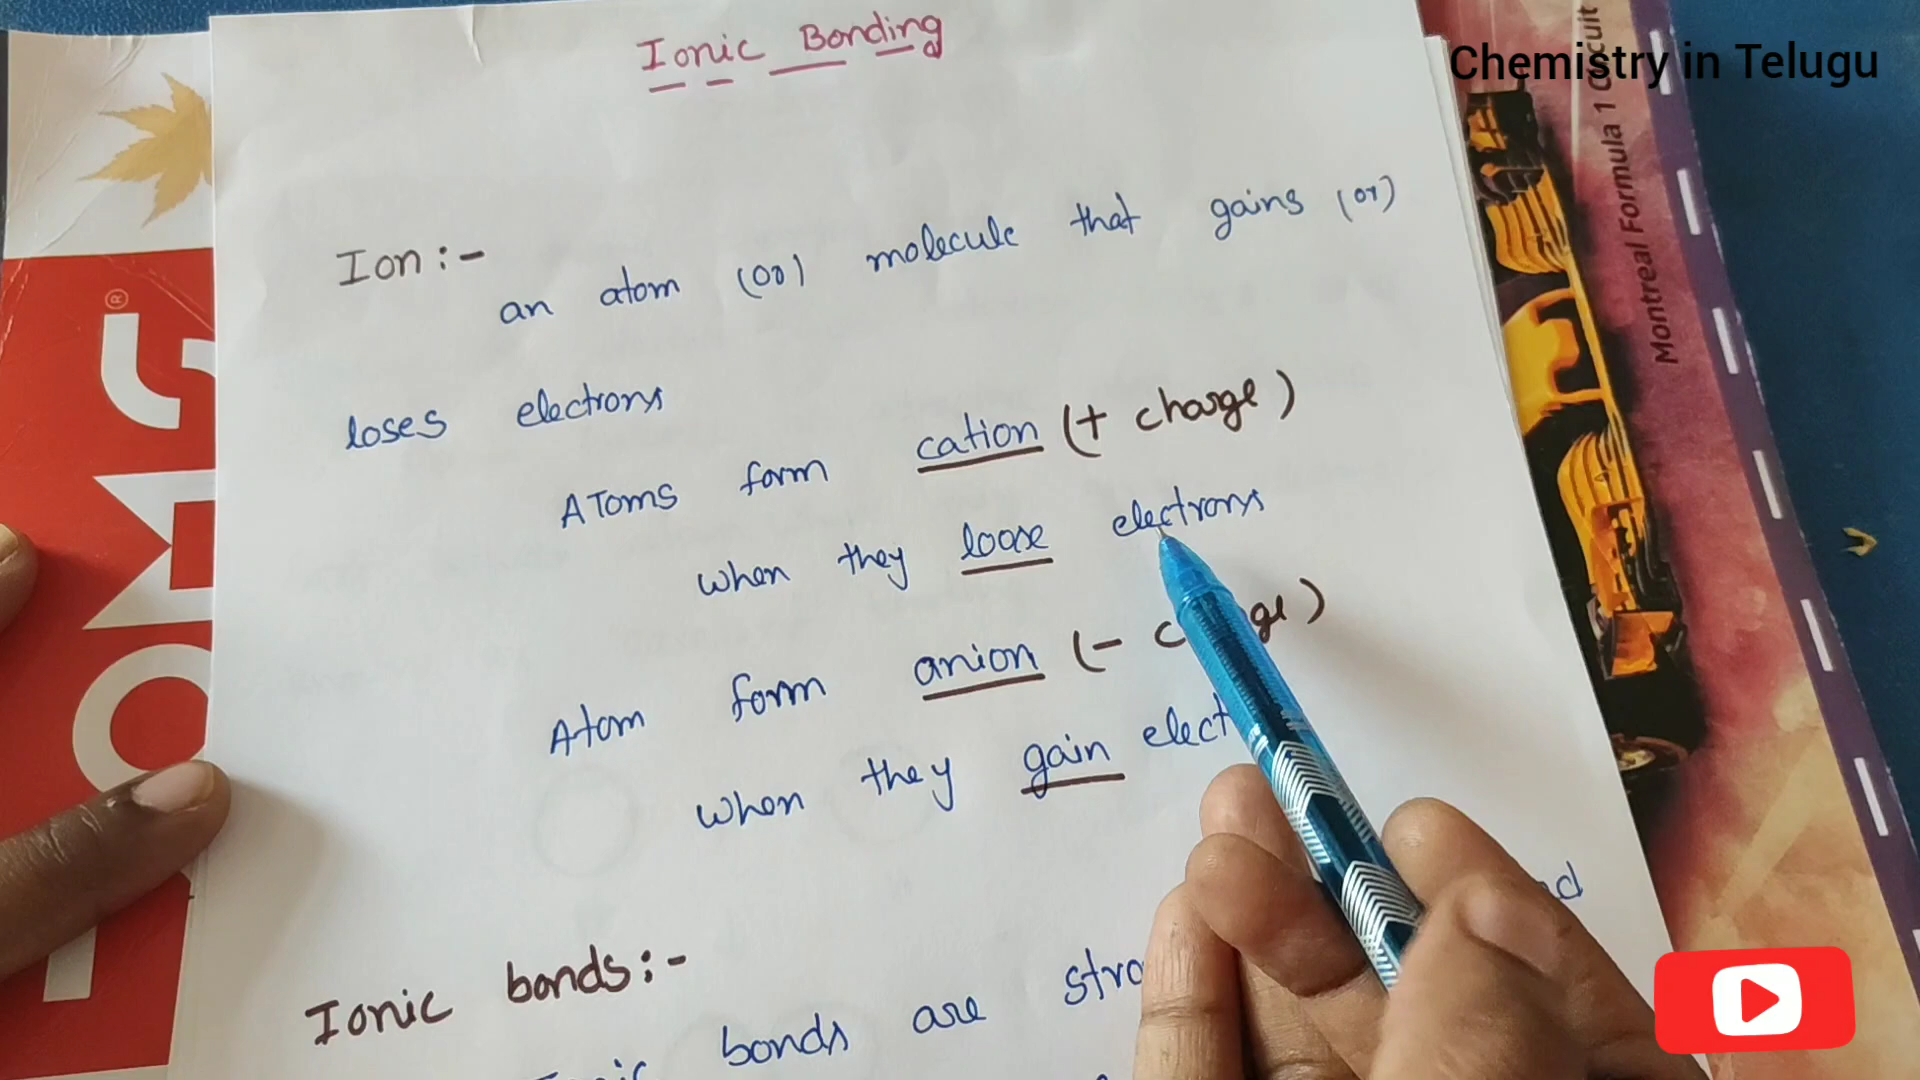 Chemistry in Telugu
Ionic Bonding
Ion :-
an atom (or) molecule that gains (or)
loses electrons
ATOMS form cation (+ charge)
when they loose electrons
Atom form anion (-
when they gain elect
Ionic bonds :-
bonds are stro
Montreal Formula 1 Circuit